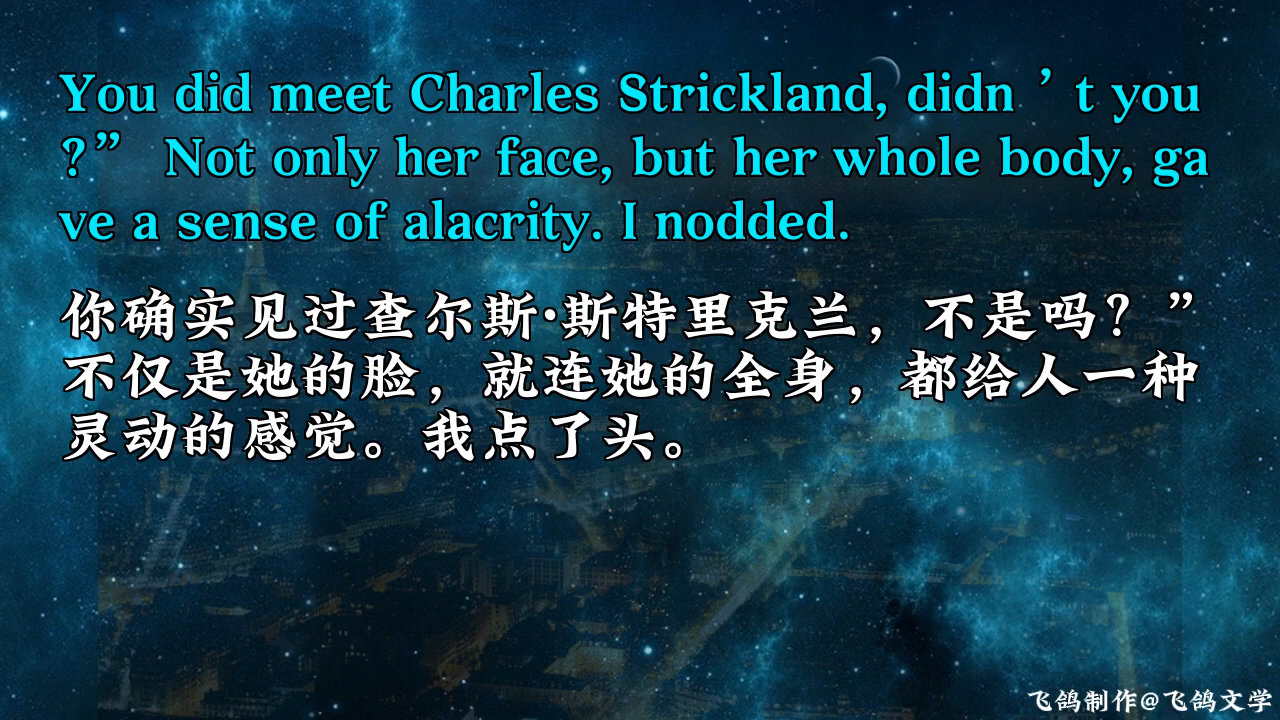 You did meet Charles Strickland, didn ’ t you
?” Not only her face, but her whole body, ga
ve a sense of alacrity. I nodded.
你确实见过查尔斯·斯特里克兰，不是吗？”
不仅是她的脸，就连她的全身，都给人一种
灵动的感觉。我点了头。
飞鸽制作@飞鸽文学